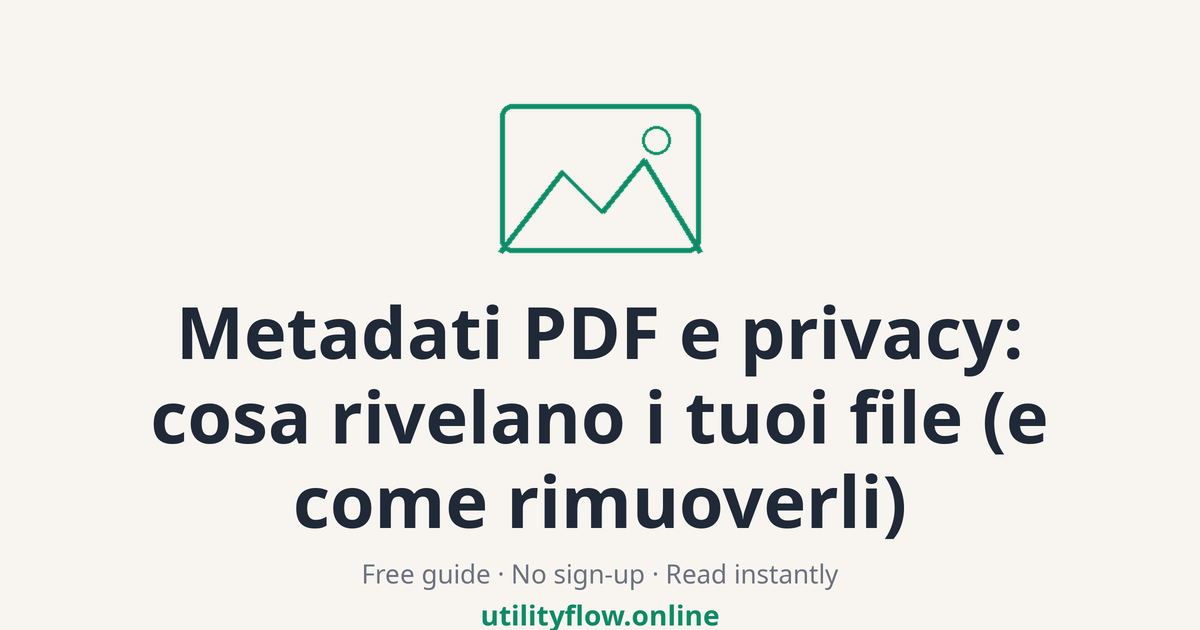 Metadati PDF e privacy:
cosa rivelano i tuoi file (e
come rimuoverli)
Free guide · No sign-up · Read instantly
utilityflow.online